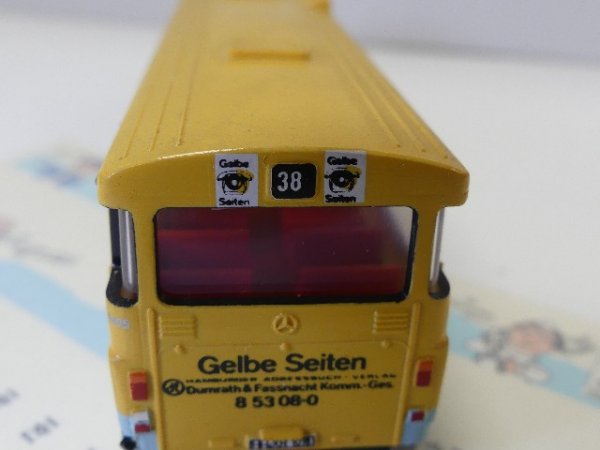 Gelbe
Seiten
38
Gelbe
Seiten
Gelbe Seiten
HAMBURGER ADRESSBUCH - VERLAG
Dumrath & Fassnacht Komm.-Ges.
8 53 08-0